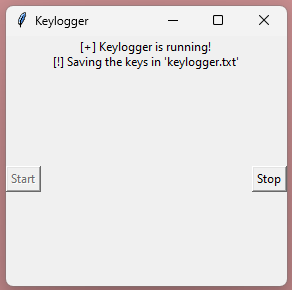 Keylogger
[+] Keylogger is running!
[!] Saving the keys in 'keylogger.txt'
Start
Stop